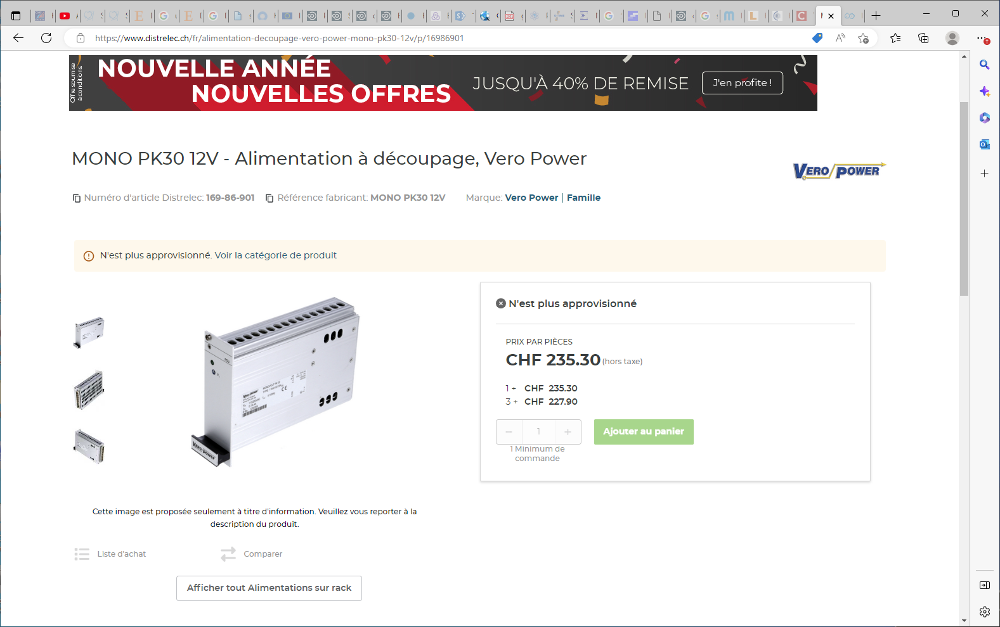 https://www.distrelec.ch/fr/alimentation-decoupage-vero-power-mono-pk30-12v/p/16986901
Offre soumise
à conditions.
NOUVELLE ANNÉE
NOUVELLES OFFRES
JUSQU'À 40% DE REMISE
J'en profite !
MONO PK30 12V - Alimentation à découpage, Vero Power
VERO POWER
Numéro d'article Distrelec: 169-86-901 Référence fabricant: MONO PK30 12V Marque: Vero Power | Famille
N'est plus approvisionné. Voir la catégorie de produit
N'est plus approvisionné
PRIX PAR PIÈCES
CHF 235.30 (hors taxe)
1 + CHF 235.30
3 + CHF 227.90
− 1 +
Ajouter au panier
1 Minimum de
commande
PSU
VERO POWER
Cette image est proposée seulement à titre d'information. Veuillez vous reporter à la
description du produit.
Liste d'achat
Comparer
Afficher tout Alimentations sur rack